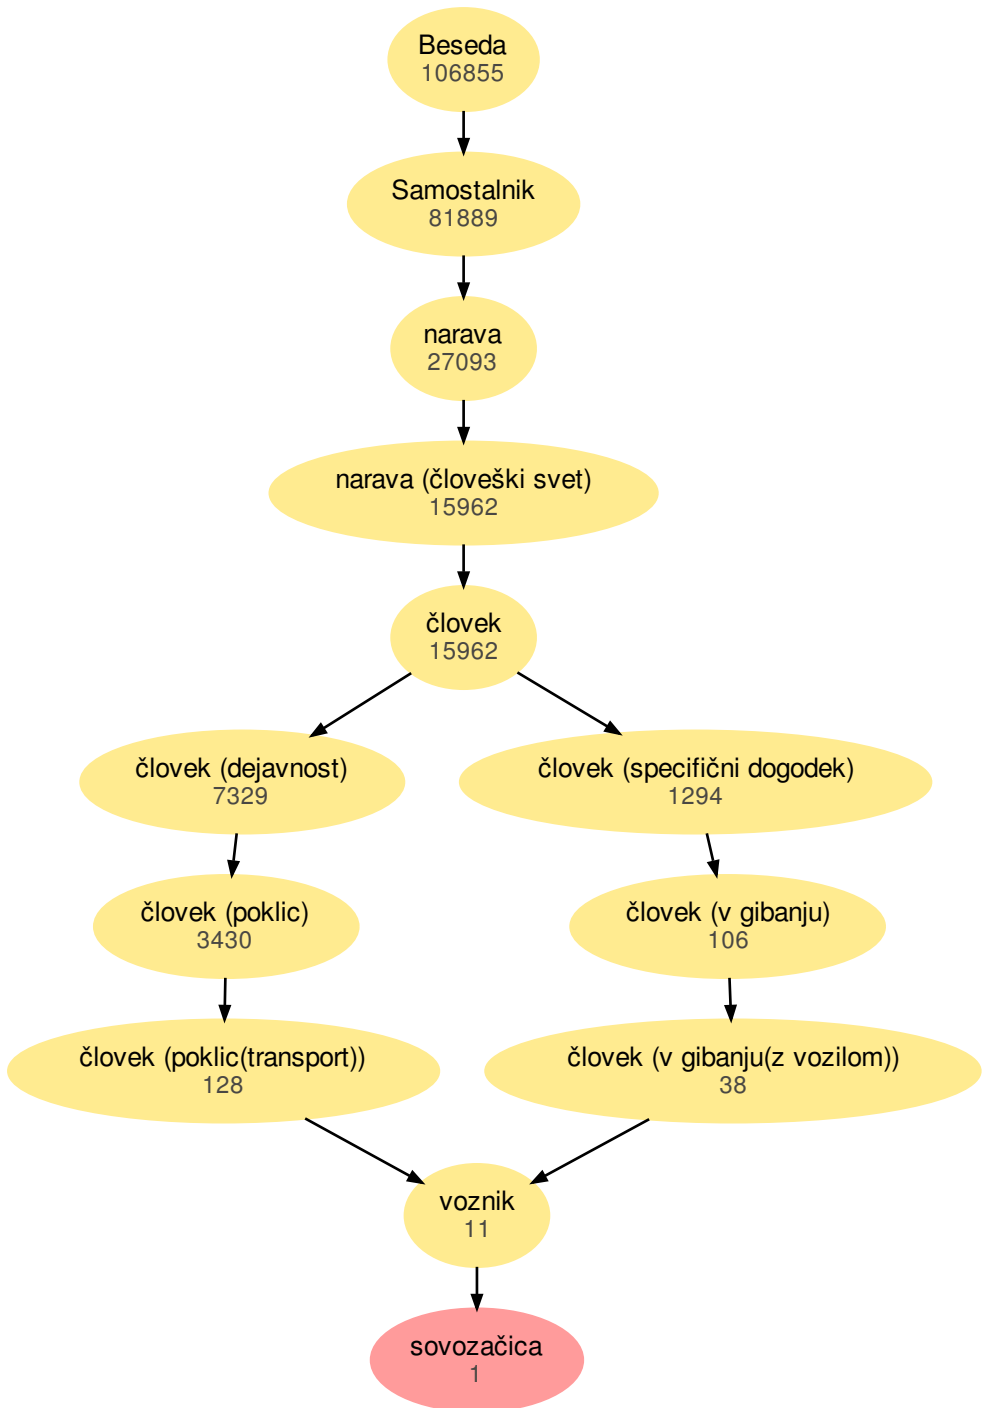 Beseda
106855
Samostalnik
81889
narava
27093
narava (človeški svet)
15962
človek
15962
človek (dejavnost)
7329
človek (specifični dogodek)
1294
človek (poklic)
3430
človek (v gibanju)
106
človek (poklic(transport))
128
človek (v gibanju(z vozilom))
38
voznik
11
sovozačica
1